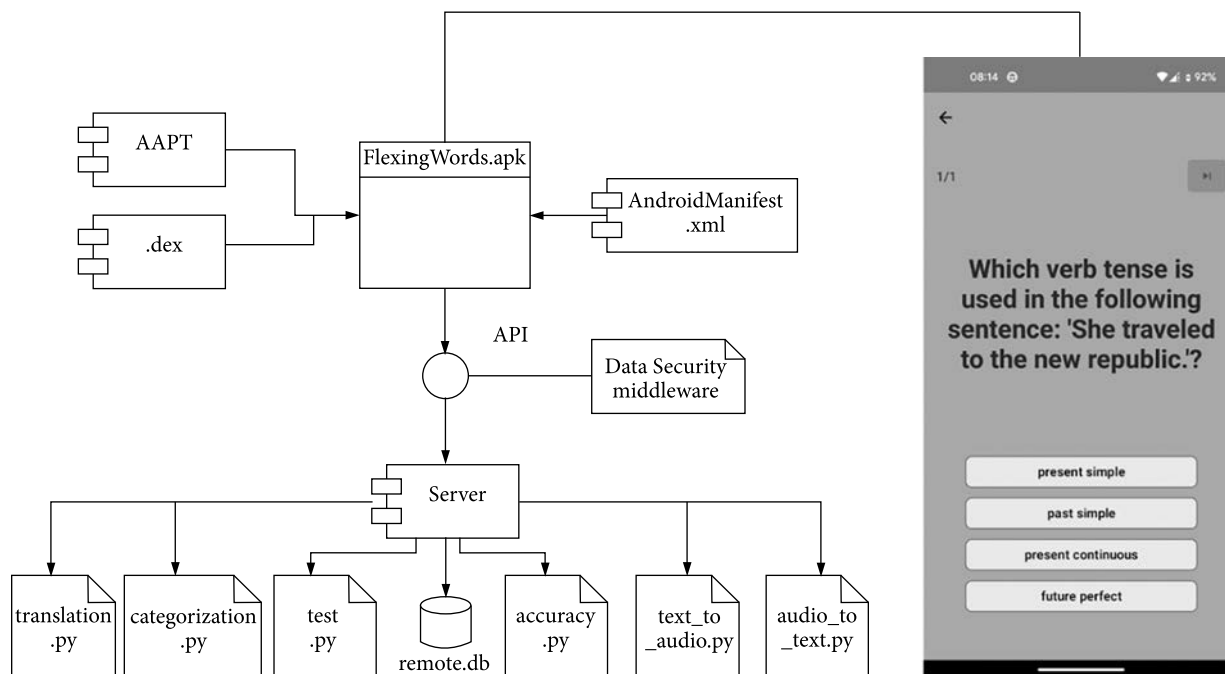 AAPT
.dex
FlexingWords.apk
AndroidManifest
.xml
API
Data Security
middleware
Server
translation
.py
categorization
.py
test
.py
remote.db
accuracy
.py
text_to
_audio.py
audio_to
_text.py
08:14
92%
1/1
Which verb tense is
used in the following
sentence: 'She traveled
to the new republic.'?
present simple
past simple
present continuous
future perfect